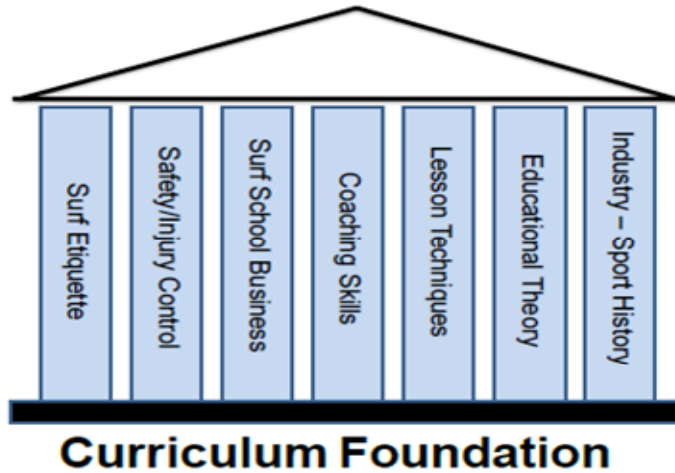 Surf Etiquette
Safety/Injury Control
Surf School Business
Coaching Skills
Lesson Techniques
Educational Theory
Industry – Sport History
Curriculum Foundation